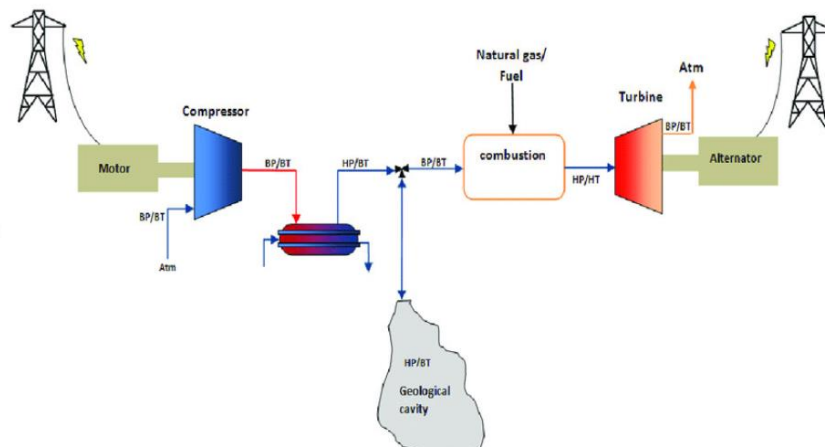 Natural gas/
Fuel
Atm
Compressor
Turbine
BP/BT
Motor
BP/BT
HP/BT
BP/BT
combustion
HP/HT
Alternator
BP/BT
Atm
HP/BT
Geological
cavity